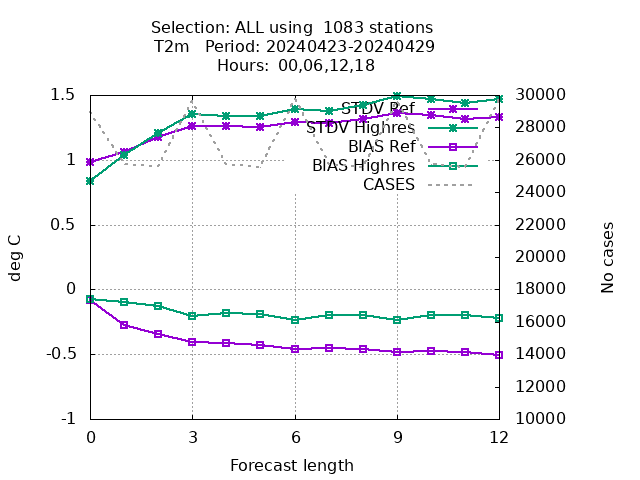 Selection: ALL using  1083 stations
T2m   Period: 20240423-20240429
Hours:  00,06,12,18
1.5
1
0.5
0
-0.5
-1
deg C
30000
28000
26000
24000
22000
20000
18000
16000
14000
12000
10000
No cases
STDV Ref
STDV Highres
BIAS Ref
BIAS Highres
CASES
0
3
6
9
12
Forecast length